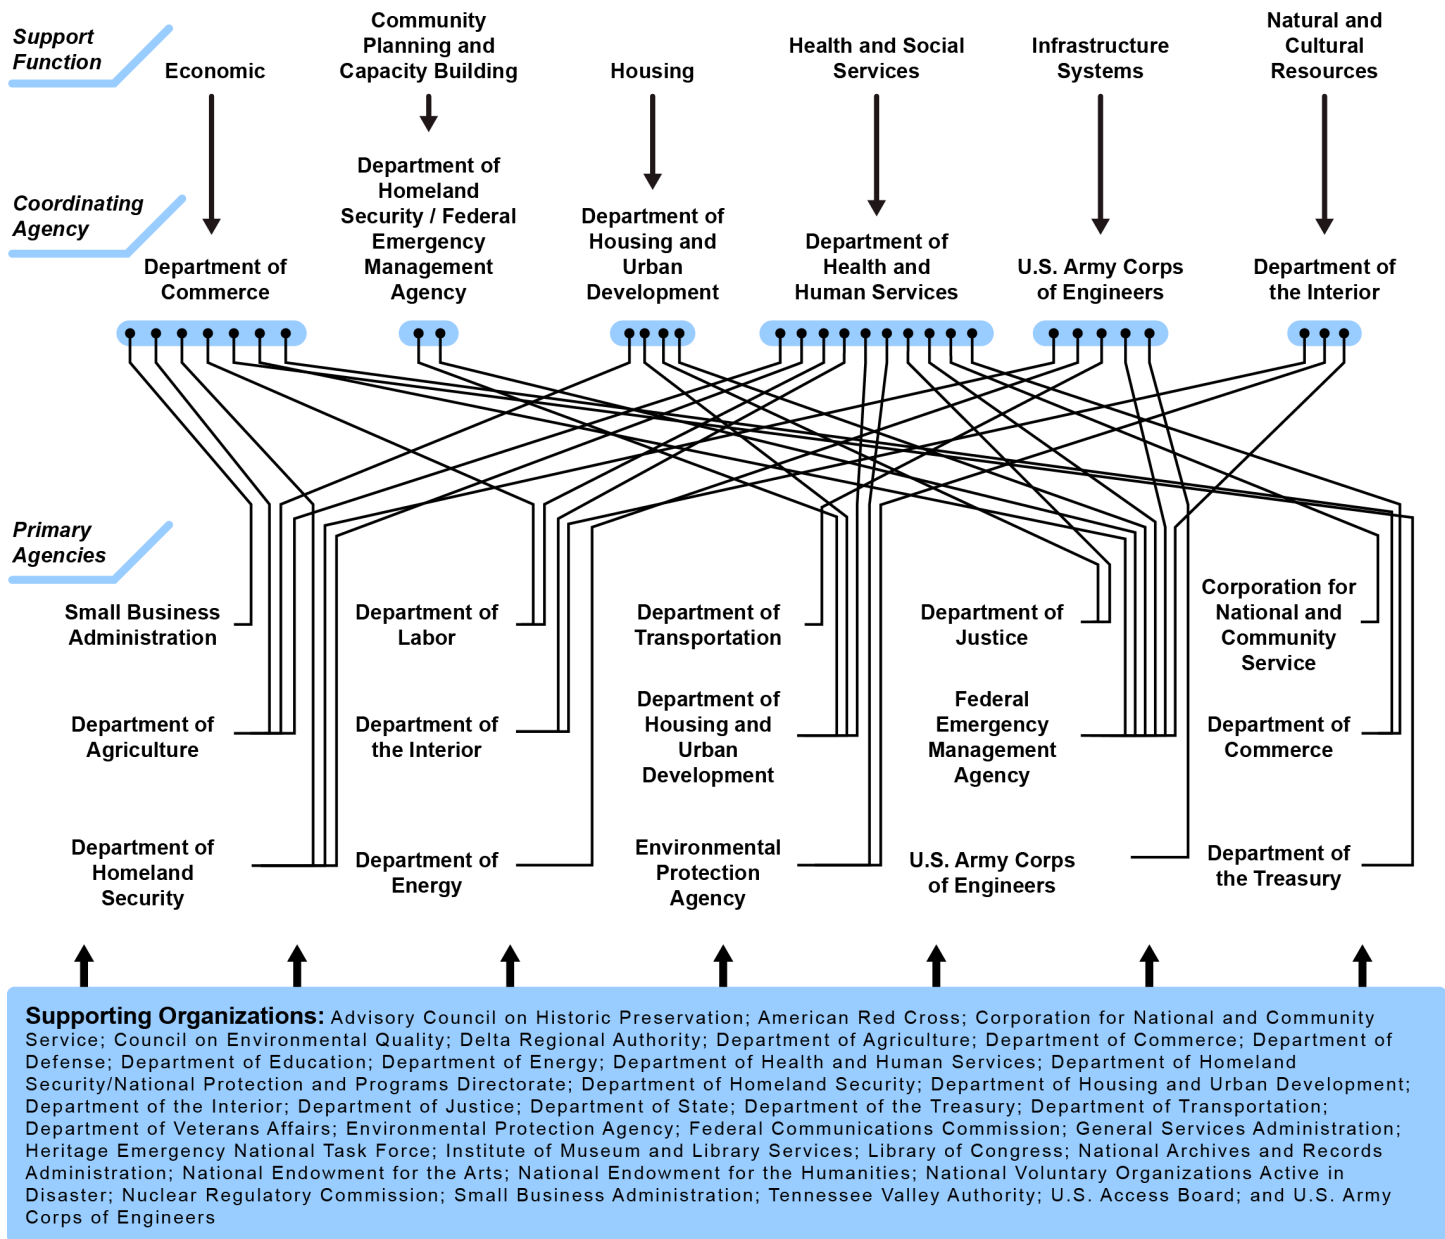 Support
Function
Economic
Community
Planning and
Capacity Building
Housing
Health and Social
Services
Infrastructure
Systems
Natural and
Cultural
Resources
Coordinating
Agency
Department of
Commerce
Department of
Homeland
Security / Federal
Emergency
Management
Agency
Department of
Housing and
Urban
Development
Department of
Health and
Human Services
U.S. Army Corps
of Engineers
Department of
the Interior
Primary
Agencies
Small Business
Administration
Department of
Labor
Department of
Transportation
Department of
Justice
Corporation for
National and
Community
Service
Department of
Agriculture
Department of
the Interior
Department of
Housing and
Urban
Development
Federal
Emergency
Management
Agency
Department of
Commerce
Department of
Homeland
Security
Department of
Energy
Environmental
Protection
Agency
U.S. Army Corps
of Engineers
Department of
the Treasury
Supporting Organizations: Advisory Council on Historic Preservation; American Red Cross; Corporation for National and Community
Service; Council on Environmental Quality; Delta Regional Authority; Department of Agriculture; Department of Commerce; Department of
Defense; Department of Education; Department of Energy; Department of Health and Human Services; Department of Homeland
Security/National Protection and Programs Directorate; Department of Homeland Security; Department of Housing and Urban Development;
Department of the Interior; Department of Justice; Department of State; Department of the Treasury; Department of Transportation;
Department of Veterans Affairs; Environmental Protection Agency; Federal Communications Commission; General Services Administration;
Heritage Emergency National Task Force; Institute of Museum and Library Services; Library of Congress; National Archives and Records
Administration; National Endowment for the Arts; National Endowment for the Humanities; National Voluntary Organizations Active in
Disaster; Nuclear Regulatory Commission; Small Business Administration; Tennessee Valley Authority; U.S. Access Board; and U.S. Army
Corps of Engineers